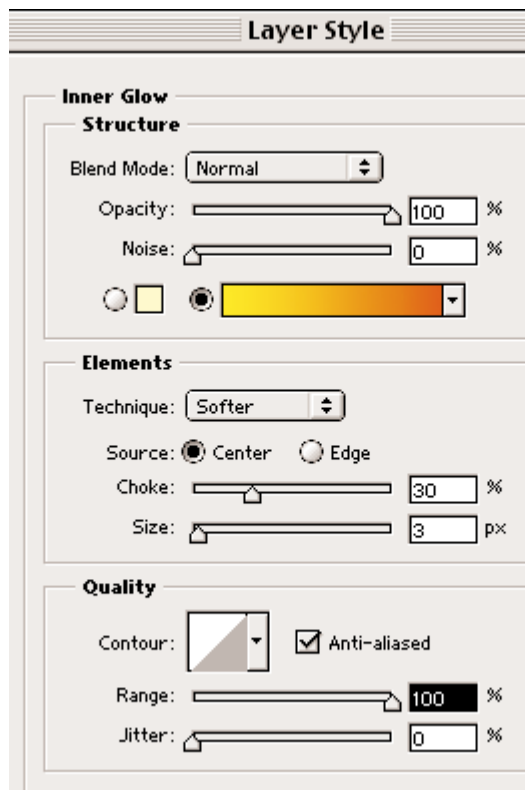 Layer Style
Inner Glow
Structure
Blend Mode: Normal
Opacity: 100 %
Noise: 0 %
Elements
Technique: Softer
Source: Center Edge
Choke: 30 %
Size: 3 px
Quality
Contour: Anti-aliased
Range: 100 %
Jitter: 0 %